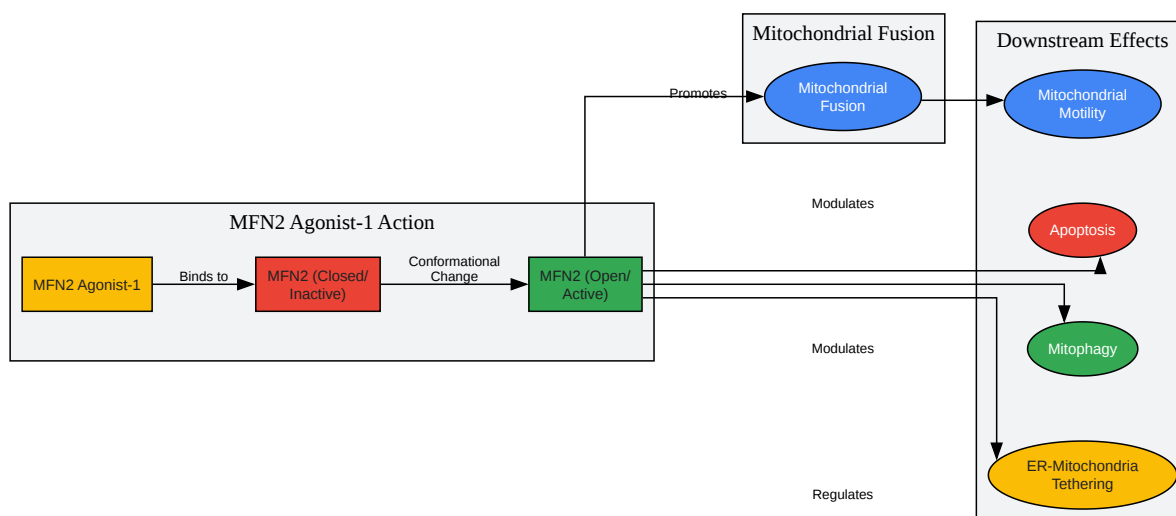 Mitochondrial Fusion
Downstream Effects
Mitochondrial
Fusion
Promotes
Mitochondrial
Motility
Modulates
MFN2 Agonist-1 Action
Apoptosis
MFN2 Agonist-1
Binds to
MFN2 (Closed/
Inactive)
Conformational
Change
MFN2 (Open/
Active)
Modulates
Mitophagy
ER-Mitochondria
Tethering
Regulates